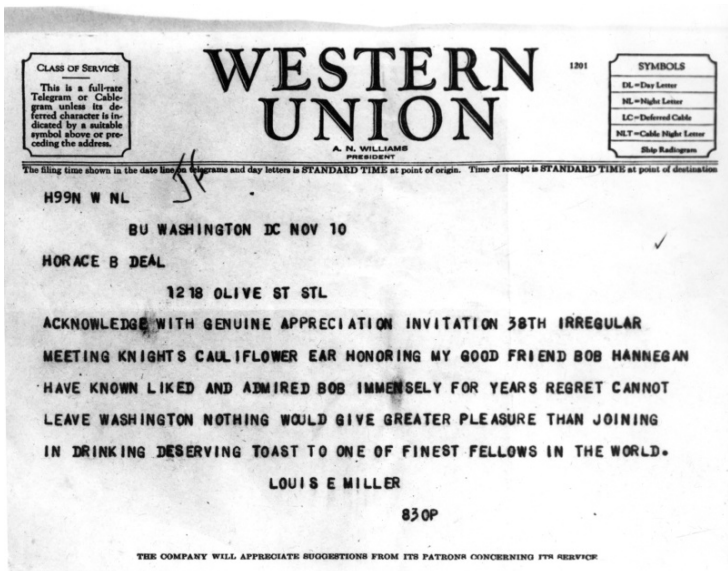 CLASS OF SERVICE
This is a full-rate
Telegram or Cable-
gram unless its de-
ferred character is in-
dicated by a suitable
symbol above or pre-
ceding the address.
WESTERN
UNION
A. N. WILLIAMS
PRESIDENT
1201
SYMBOLS
DL=Day Letter
NL=Night Letter
LC=Deferred Cable
NLT=Cable Night Letter
Ship Radiogram
The filing time shown in the date line on telegrams and day letters is STANDARD TIME at point of origin. Time of receipt is STANDARD TIME at point of destination
H99N W NL
BU WASHINGTON DC NOV 10
HORACE B DEAL
1218 OLIVE ST STL
ACKNOWLEDGE WITH GENUINE APPRECIATION INVITATION 38TH IRREGULAR
MEETING KNIGHTS CAULIFLOWER EAR HONORING MY GOOD FRIEND BOB HANNEGAN
HAVE KNOWN LIKED AND ADMIRED BOB IMMENSELY FOR YEARS REGRET CANNOT
LEAVE WASHINGTON NOTHING WOULD GIVE GREATER PLEASURE THAN JOINING
IN DRINKING DESERVING TOAST TO ONE OF FINEST FELLOWS IN THE WORLD.
LOUIS E MILLER
830P
THE COMPANY WILL APPRECIATE SUGGESTIONS FROM ITS PATRONS CONCERNING ITS SERVICE